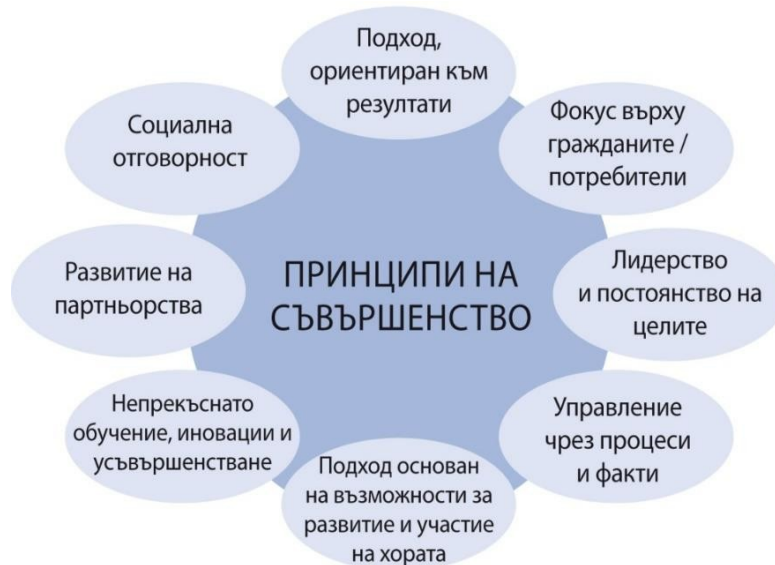 Подход,
ориентиран към
резултати
Фокус върху
гражданите /
потребители
Лидерство
и постоянство на
целите
Управление
чрез процеси
и факти
Подход основан
на възможности за
развитие и участие
на хората
Непрекъснато
обучение, иновации и
усъвършенстване
Развитие на
партньорства
Социална
отговорност
ПРИНЦИПИ НА
СЪВЪРШЕНСТВО